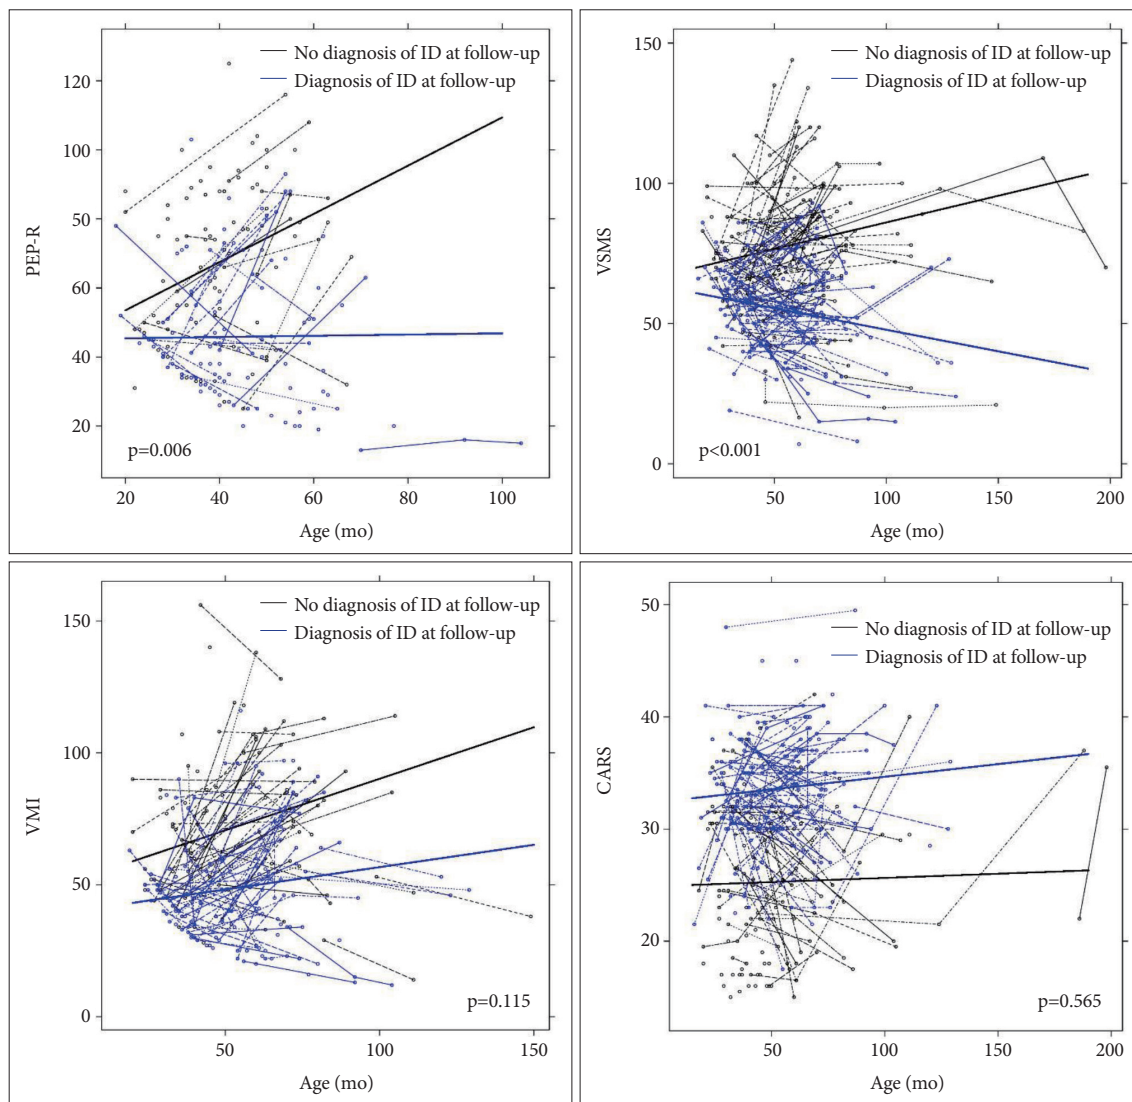 No diagnosis of ID at follow-up
Diagnosis of ID at follow-up
PEP-R
120
100
50
60
40
20
p=0.006
20 40 60 80 100
Age (mo)
No diagnosis of ID at follow-up
Diagnosis of ID at follow-up
VSMS
150
100
50
0
p<0.001
50 100 150 200
Age (mo)
No diagnosis of ID at follow-up
Diagnosis of ID at follow-up
VMI
150
100
50
0
p=0.115
50 100 150
Age (mo)
No diagnosis of ID at follow-up
Diagnosis of ID at follow-up
CARS
50
40
30
20
p=0.565
50 100 150 200
Age (mo)